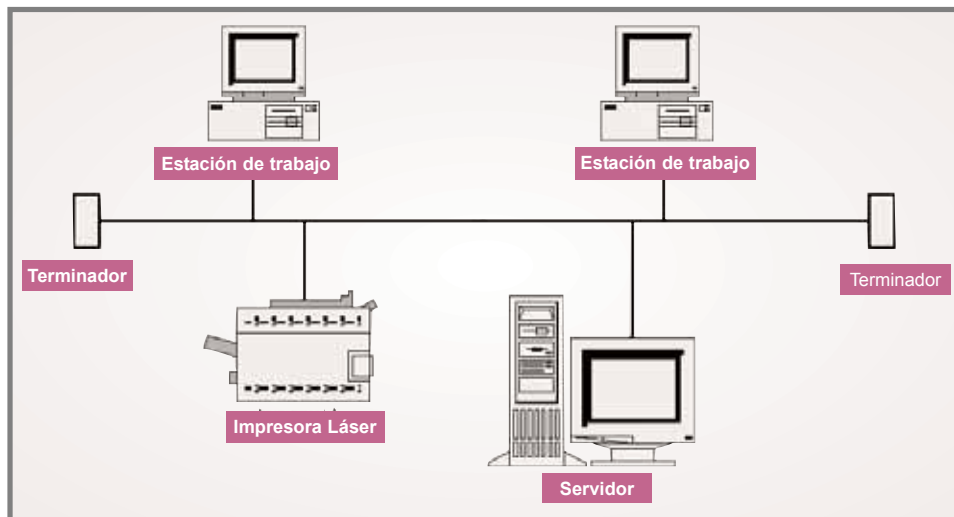 Estación de trabajo
Estación de trabajo
Terminador
Terminador
Impresora Láser
Servidor